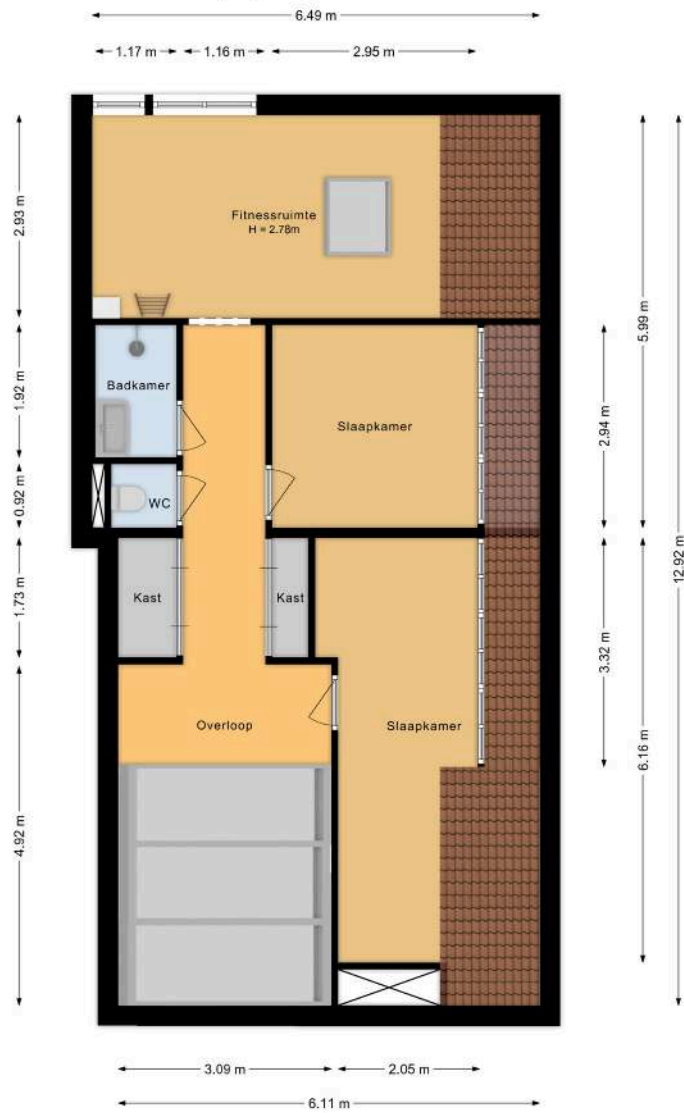 6.49 m
1.17 m
1.16 m
2.95 m
2.93 m
Fitnessruimte
H = 2.78m
5.99 m
12.92 m
1.92 m
Badkamer
Slaapkamer
2.94 m
0.92 m
WC
1.73 m
Kast
Kast
3.32 m
Overloop
Slaapkamer
6.16 m
4.92 m
3.09 m
2.05 m
6.11 m